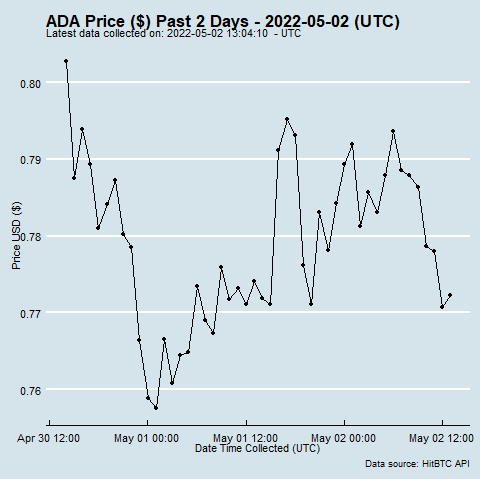 ADA Price ($) Past 2 Days - 2022-05-02 (UTC)
Latest data collected on: 2022-05-02 13:04:10 - UTC
0.80
0.79
0.78
0.77
0.76
Price USD ($)
Apr 30 12:00 May 01 00:00 May 01 12:00 May 02 00:00 May 02 12:00
Date Time Collected (UTC)
Data source: HitBTC API